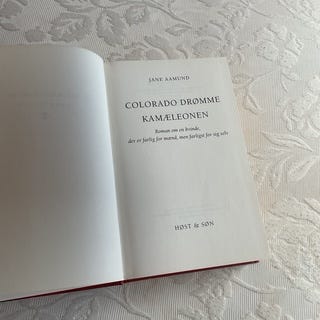 JANE AAMUND
COLORADO DRØMME
KAMÆLEONEN
Roman om en kvinde,
der er farlig for mænd, men farligst for sig selv
HØST & SØN